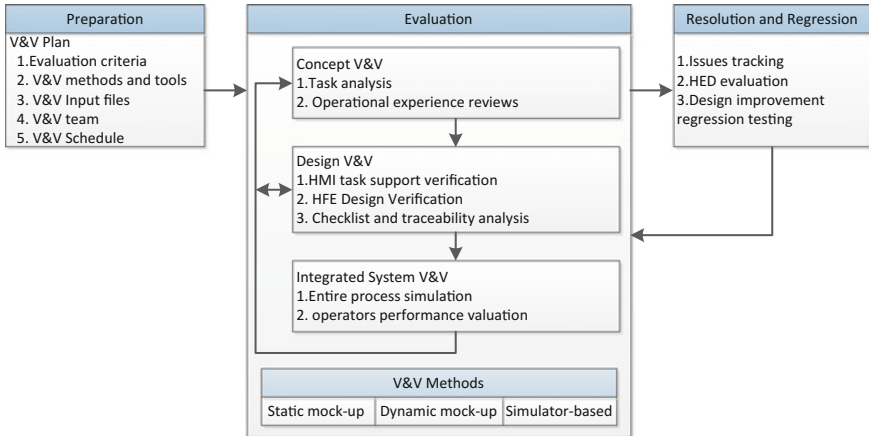 Preparation
V&V Plan
1.Evaluation criteria
2. V&V methods and tools
3. V&V Input files
4. V&V team
5. V&V Schedule
Evaluation
Concept V&V
1.Task analysis
2. Operational experience reviews
Design V&V
1.HMI task support verification
2. HFE Design Verification
3. Checklist and traceability analysis
Integrated System V&V
1.Entire process simulation
2. operators performance valuation
V&V Methods
Static mock-up
Dynamic mock-up
Simulator-based
Resolution and Regression
1.Issues tracking
2.HED evaluation
3.Design improvement
regression testing